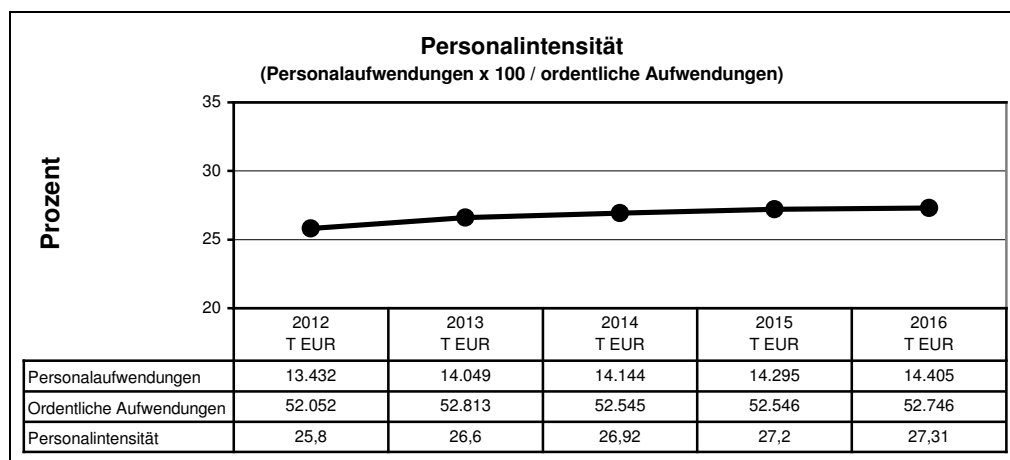 Personalintensität
(Personalaufwendungen x 100 / ordentliche Aufwendungen)
Prozent
35
30
25
20
2012 2013 2014 2015 2016
T EUR T EUR T EUR T EUR T EUR
Personalaufwendungen 13.432 14.049 14.144 14.295 14.405
Ordentliche Aufwendungen 52.052 52.813 52.545 52.546 52.746
Personalintensität 25,8 26,6 26,92 27,2 27,31